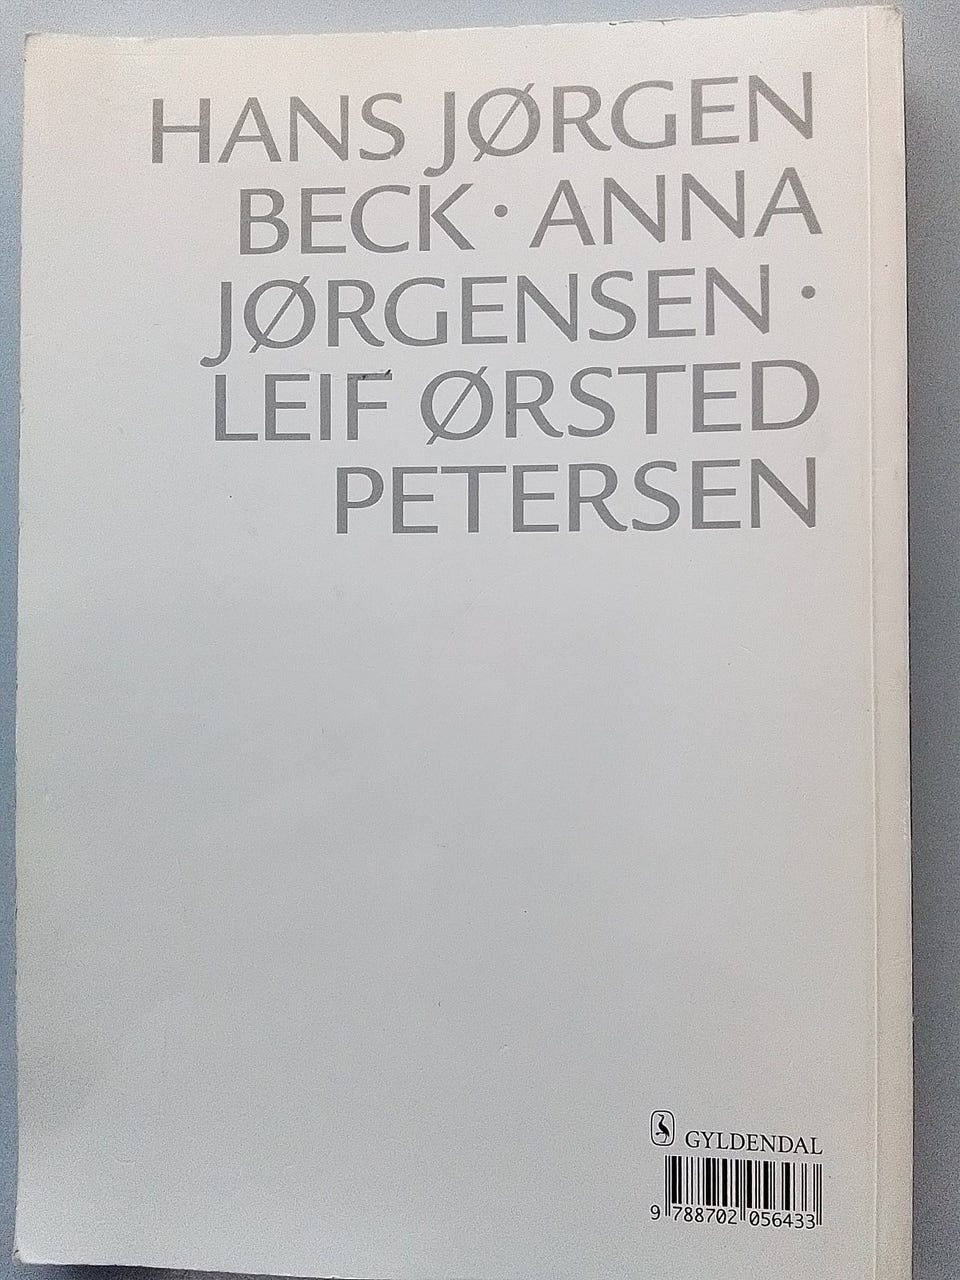 HANS JØRGEN
BECK · ANNA
JØRGENSEN ·
LEIF ØRSTED
PETERSEN
GYLDENDAL
9 788702 056433